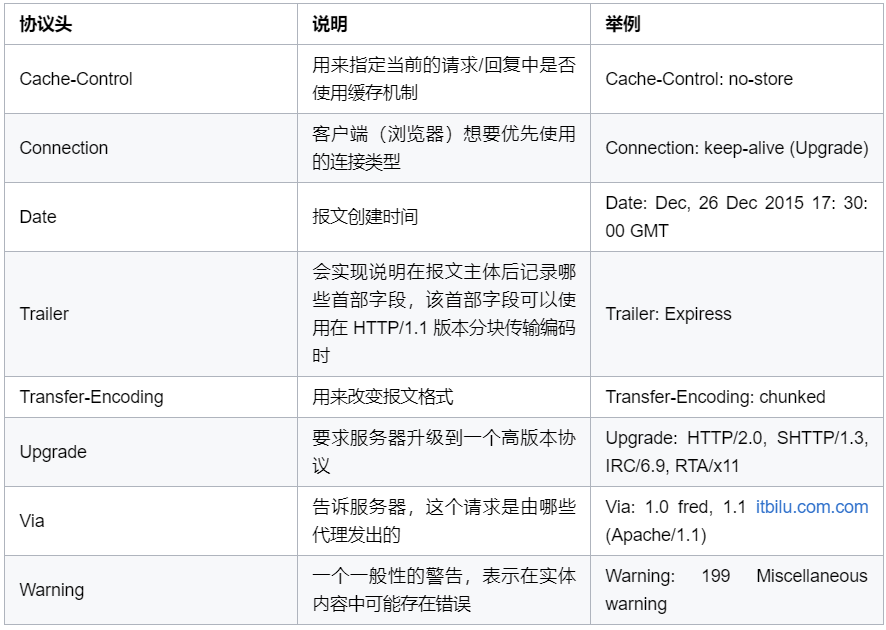 协议头 说明 举例
Cache-Control 用来指定当前的请求/回复中是否 Cache-Control: no-store
使用缓存机制
Connection 客户端（浏览器）想要优先使用 Connection: keep-alive (Upgrade)
的连接类型
Date 报文创建时间 Date: Dec, 26 Dec 2015 17: 30:
00 GMT
Trailer 会实现说明在报文主体后记录哪 Trailer: Expiress
些首部字段，该首部字段可以使
用在 HTTP/1.1 版本分块传输编码
时
Transfer-Encoding 用来改变报文格式 Transfer-Encoding: chunked
Upgrade 要求服务器升级到一个高版本协 Upgrade: HTTP/2.0, SHTTP/1.3,
议 IRC/6.9, RTA/x11
Via 告诉服务器，这个请求是由哪些 Via: 1.0 fred, 1.1 itbilu.com.com
代理发出的 (Apache/1.1)
Warning 一个一般性的警告，表示在实体 Warning: 199 Miscellaneous
内容中可能存在错误 warning